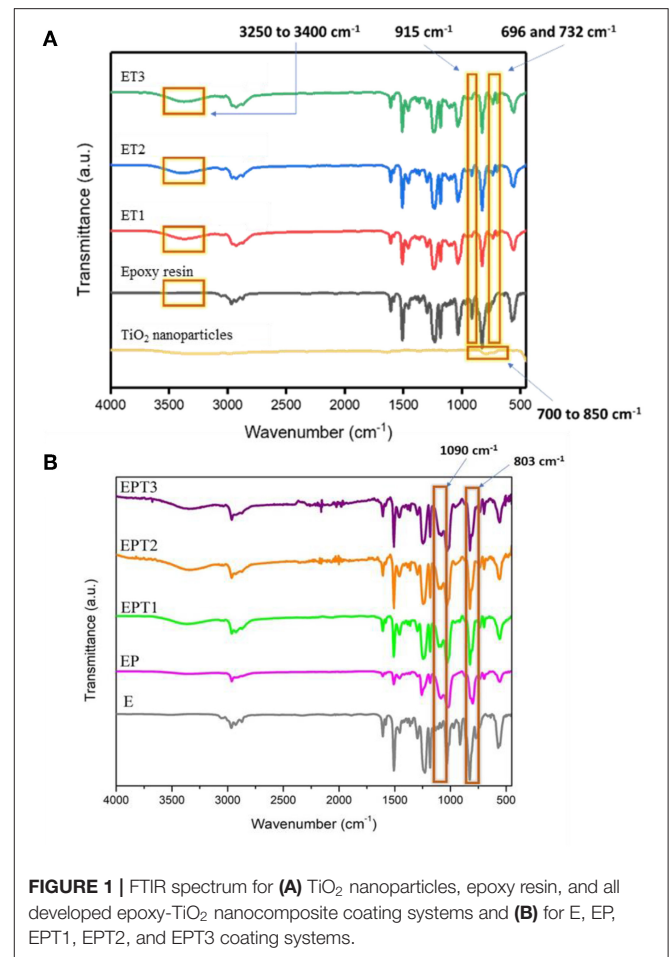 A
3250 to 3400 cm⁻¹ 915 cm⁻¹ 696 and 732 cm⁻¹
ET3
ET2
ET1
Epoxy resin
TiO₂ nanoparticles
Transmittance (a.u.)
4000 3500 3000 2500 2000 1500 1000 500
Wavenumber (cm⁻¹)
700 to 850 cm⁻¹
B
1090 cm⁻¹
803 cm⁻¹
EPT3
EPT2
EPT1
EP
E
Transmittance (a.u.)
4000 3500 3000 2500 2000 1500 1000 500
Wavenumber (cm⁻¹)
FIGURE 1 | FTIR spectrum for (A) TiO₂ nanoparticles, epoxy resin, and all
developed epoxy-TiO₂ nanocomposite coating systems and (B) for E, EP,
EPT1, EPT2, and EPT3 coating systems.